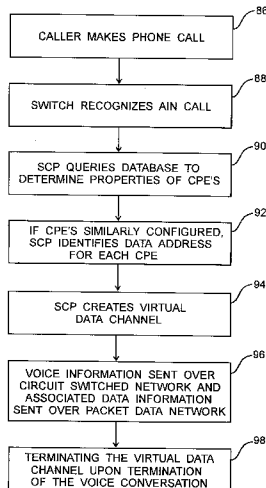 86
CALLER MAKES PHONE CALL
88
SWITCH RECOGNIZES AIN CALL
90
SCP QUERIES DATABASE TO
DETERMINE PROPERTIES OF CPE'S
92
IF CPE'S SIMILARLY CONFIGURED,
SCP IDENTIFIES DATA ADDRESS
FOR EACH CPE
94
SCP CREATES VIRTUAL
DATA CHANNEL
96
VOICE INFORMATION SENT OVER
CIRCUIT SWITCHED NETWORK AND
ASSOCIATED DATA INFORMATION
SENT OVER PACKET DATA NETWORK
98
TERMINATING THE VIRTUAL DATA
CHANNEL UPON TERMINATION
OF THE VOICE CONVERSATION